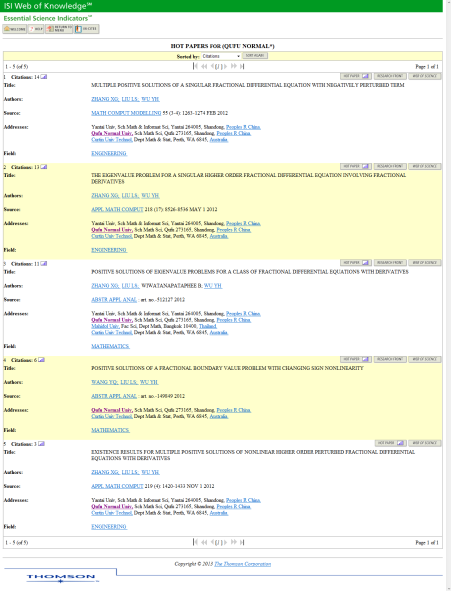 ISI Web of Knowledge℠
Essential Science Indicators℠
WELCOME ? HELP RETURN TO MENU IN-CITES
HOT PAPERS FOR (QUFU NORMAL*)
Sorted by: Citations SORT AGAIN
1 - 5 (of 5) [ 1 ] Page 1 of 1
1 Citations: 14 HOT PAPER RESEARCH FRONT WEB OF SCIENCE
Title: MULTIPLE POSITIVE SOLUTIONS OF A SINGULAR FRACTIONAL DIFFERENTIAL EQUATION WITH NEGATIVELY PERTURBED TERM
Authors: ZHANG XG; LIU LS; WU YH
Source: MATH COMPUT MODELLING 55 (3-4): 1263-1274 FEB 2012
Addresses: Yantai Univ, Sch Math & Informat Sci, Yantai 264005, Shandong, Peoples R China.
Qufu Normal Univ, Sch Math Sci, Qufu 273165, Shandong, Peoples R China.
Curtin Univ Technol, Dept Math & Stat, Perth, WA 6845, Australia.
Field: ENGINEERING
2 Citations: 13 HOT PAPER RESEARCH FRONT WEB OF SCIENCE
Title: THE EIGENVALUE PROBLEM FOR A SINGULAR HIGHER ORDER FRACTIONAL DIFFERENTIAL EQUATION INVOLVING FRACTIONAL
DERIVATIVES
Authors: ZHANG XG; LIU LS; WU YH
Source: APPL MATH COMPUT 218 (17): 8526-8536 MAY 1 2012
Addresses: Yantai Univ, Sch Math & Informat Sci, Yantai 264005, Shandong, Peoples R China.
Qufu Normal Univ, Sch Math Sci, Qufu 273165, Shandong, Peoples R China.
Curtin Univ Technol, Dept Math & Stat, Perth, WA 6845, Australia.
Field: ENGINEERING
3 Citations: 11 HOT PAPER RESEARCH FRONT WEB OF SCIENCE
Title: POSITIVE SOLUTIONS OF EIGENVALUE PROBLEMS FOR A CLASS OF FRACTIONAL DIFFERENTIAL EQUATIONS WITH DERIVATIVES
Authors: ZHANG XG; LIU LS; WIWATANAPATAPHEE B; WU YH
Source: ABSTR APPL ANAL : art. no.-512127 2012
Addresses: Yantai Univ, Sch Math & Informat Sci, Yantai 264005, Shandong, Peoples R China.
Qufu Normal Univ, Sch Math Sci, Qufu 273165, Shandong, Peoples R China.
Mahidol Univ, Fac Sci, Dept Math, Bangkok 10400, Thailand.
Curtin Univ Technol, Dept Math & Stat, Perth, WA 6845, Australia.
Field: MATHEMATICS
4 Citations: 6 HOT PAPER RESEARCH FRONT WEB OF SCIENCE
Title: POSITIVE SOLUTIONS OF A FRACTIONAL BOUNDARY VALUE PROBLEM WITH CHANGING SIGN NONLINEARITY
Authors: WANG YQ; LIU LS; WU YH
Source: ABSTR APPL ANAL : art. no.-149849 2012
Addresses: Qufu Normal Univ, Sch Math Sci, Qufu 273165, Shandong, Peoples R China.
Curtin Univ Technol, Dept Math & Stat, Perth, WA 6845, Australia.
Field: MATHEMATICS
5 Citations: 3 HOT PAPER WEB OF SCIENCE
Title: EXISTENCE RESULTS FOR MULTIPLE POSITIVE SOLUTIONS OF NONLINEAR HIGHER ORDER PERTURBED FRACTIONAL DIFFERENTIAL
EQUATIONS WITH DERIVATIVES
Authors: ZHANG XG; LIU LS; WU YH
Source: APPL MATH COMPUT 219 (4): 1420-1433 NOV 1 2012
Addresses: Yantai Univ, Sch Math & Informat Sci, Yantai 264005, Shandong, Peoples R China.
Qufu Normal Univ, Sch Math Sci, Qufu 273165, Shandong, Peoples R China.
Curtin Univ Technol, Dept Math & Stat, Perth, WA 6845, Australia.
Field: ENGINEERING
1 - 5 (of 5) [ 1 ] Page 1 of 1
Copyright © 2013 The Thomson Corporation
THOMSON